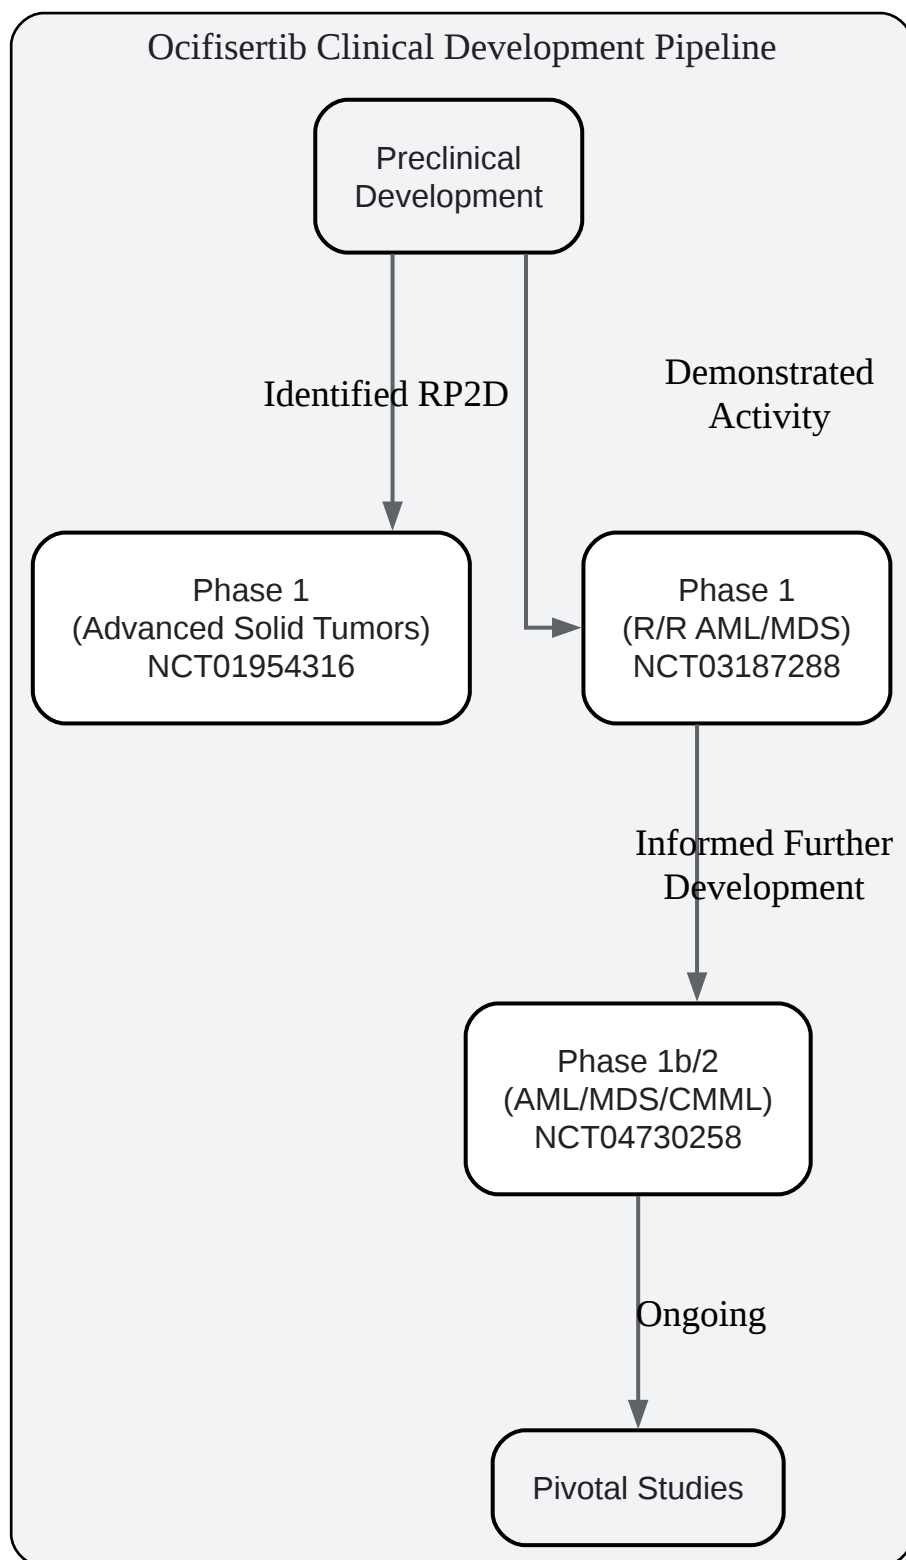 Ocifisertib Clinical Development Pipeline
Preclinical
Development
Identified RP2D
Demonstrated
Activity
Phase 1
(Advanced Solid Tumors)
NCT01954316
Phase 1
(R/R AML/MDS)
NCT03187288
Informed Further
Development
Phase 1b/2
(AML/MDS/CMML)
NCT04730258
Ongoing
Pivotal Studies